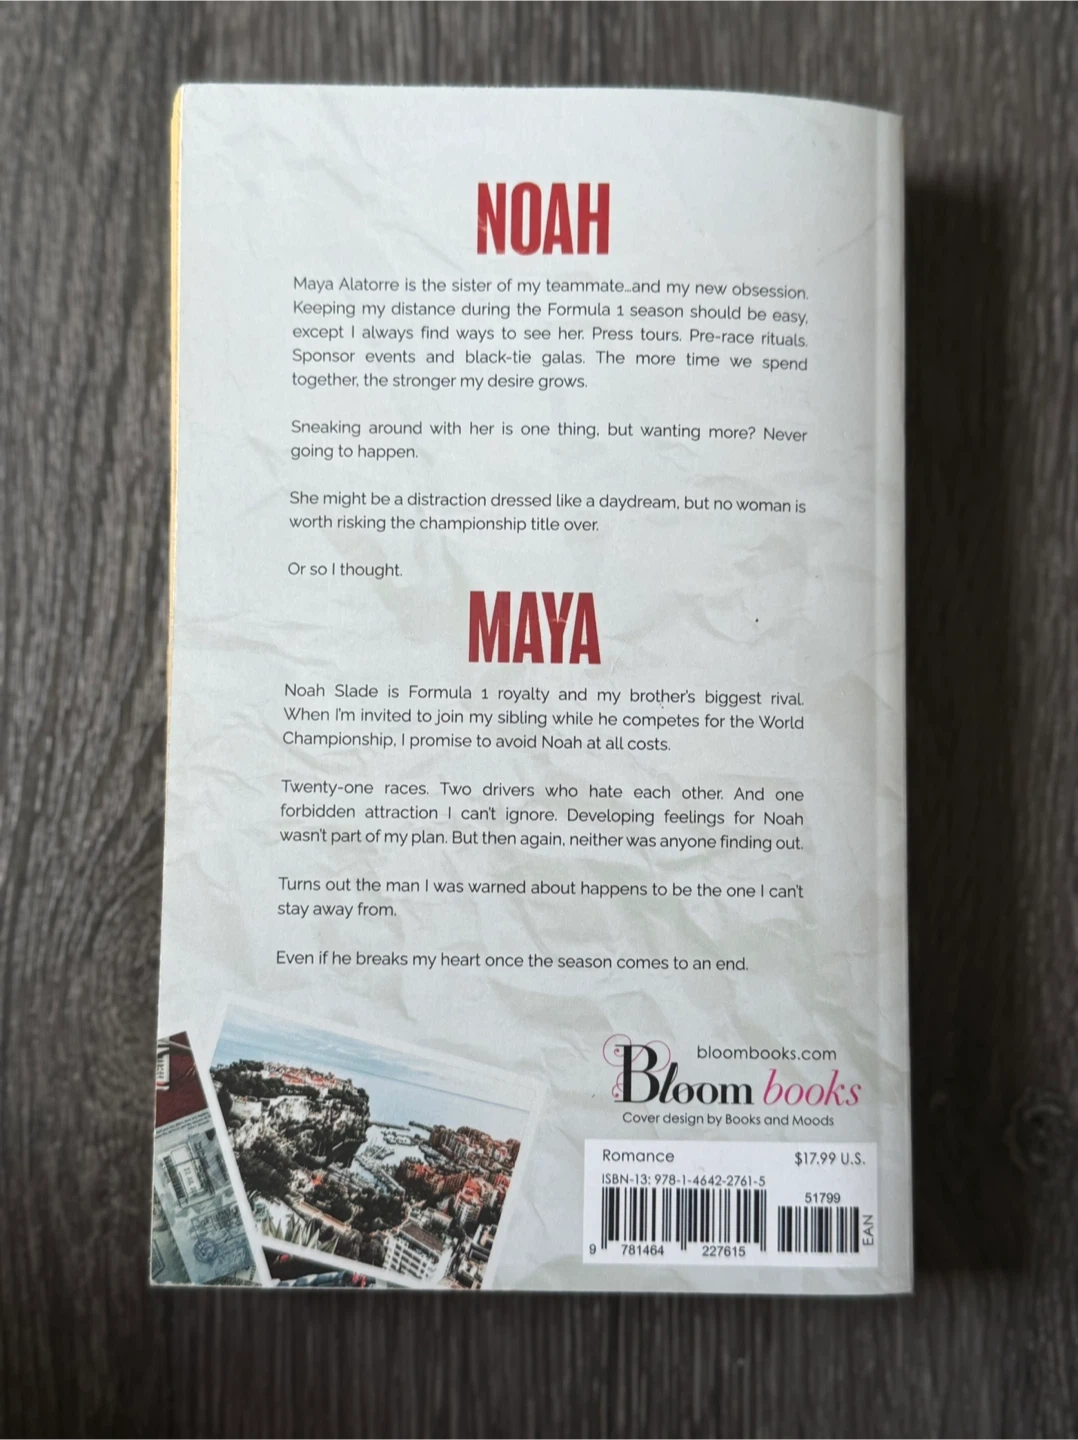 NOAH
Maya Alatorre is the sister of my teammate...and my new obsession.
Keeping my distance during the Formula 1 season should be easy,
except I always find ways to see her. Press tours. Pre-race rituals.
Sponsor events and black-tie galas. The more time we spend
together, the stronger my desire grows.
Sneaking around with her is one thing, but wanting more? Never
going to happen.
She might be a distraction dressed like a daydream, but no woman is
worth risking the championship title over.
Or so I thought.
MAYA
Noah Slade is Formula 1 royalty and my brother's biggest rival.
When I'm invited to join my sibling while he competes for the World
Championship, I promise to avoid Noah at all costs.
Twenty-one races. Two drivers who hate each other. And one
forbidden attraction I can't ignore. Developing feelings for Noah
wasn't part of my plan. But then again, neither was anyone finding out.
Turns out the man I was warned about happens to be the one I can't
stay away from.
Even if he breaks my heart once the season comes to an end.
bloombooks.com
Bloom books
Cover design by Books and Moods
Romance $17.99 U.S.
ISBN-13: 978-1-4642-2761-5
51799
EAN
9 781464 227615